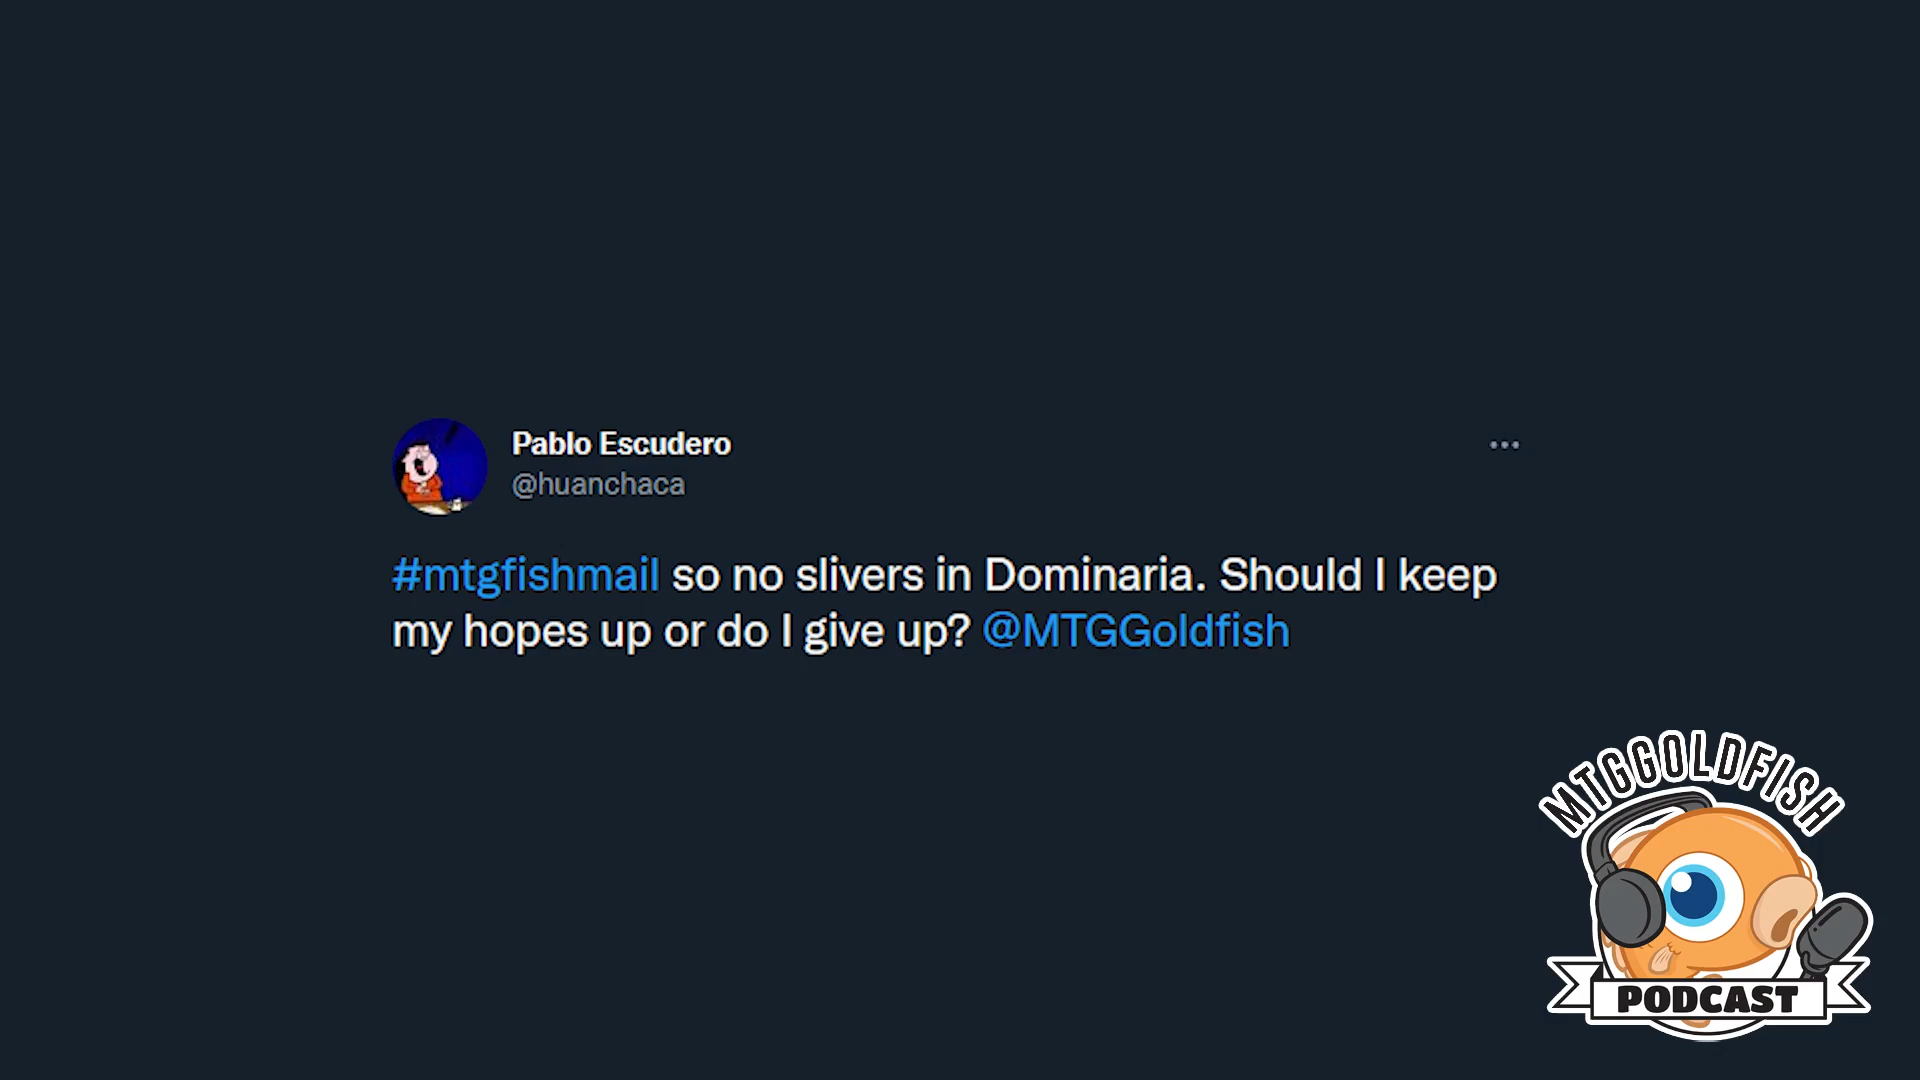 Pablo Escudero
@huanchaca
#mtgfishmail so no slivers in Dominaria. Should I keep
my hopes up or do I give up? @MTGGoldfish
MTGGOLDFISH
PODCAST